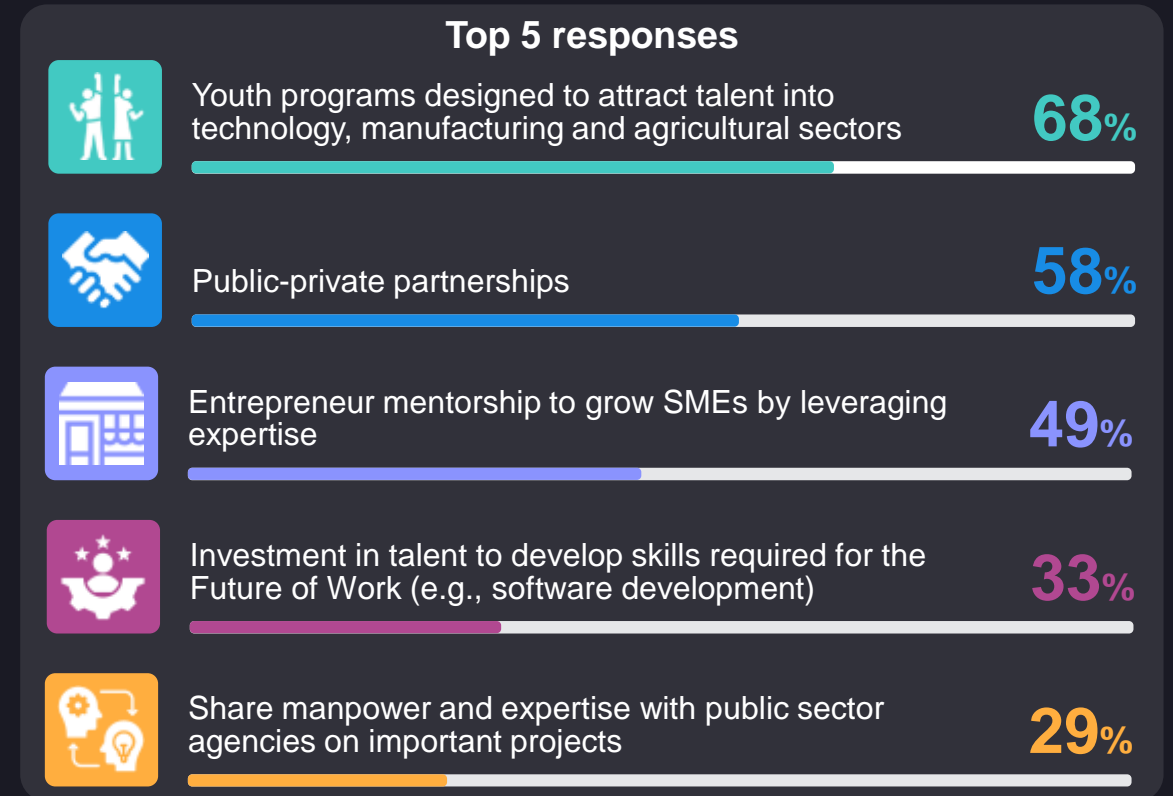 Top 5 responses
Youth programs designed to attract talent into
technology, manufacturing and agricultural sectors
68%
Public-private partnerships
58%
Entrepreneur mentorship to grow SMEs by leveraging
expertise
49%
Investment in talent to develop skills required for the
Future of Work (e.g., software development)
33%
Share manpower and expertise with public sector
agencies on important projects
29%